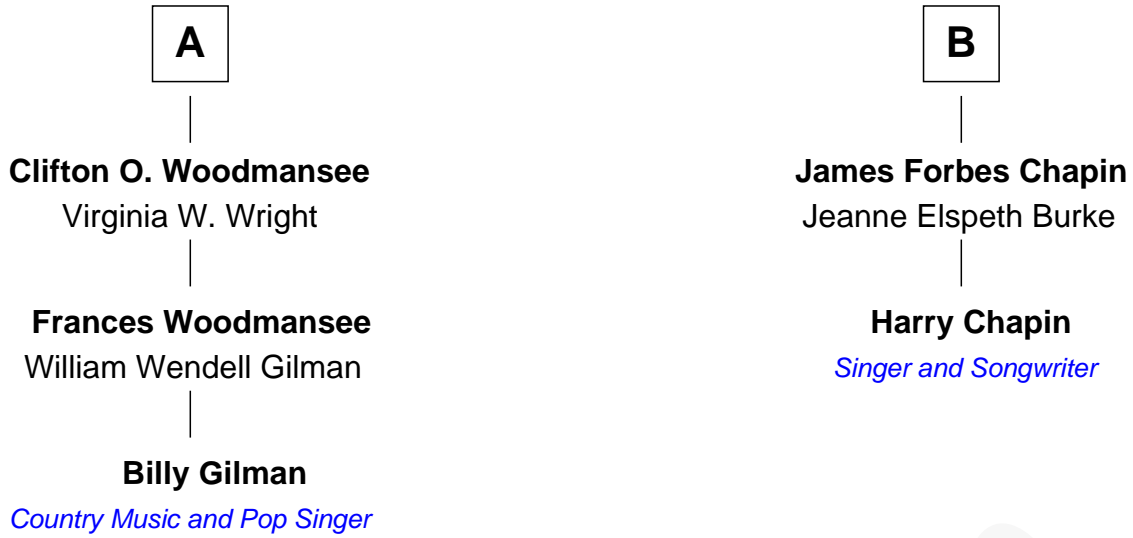 A
B
Clifton O. Woodmansee
Virginia W. Wright
James Forbes Chapin
Jeanne Elspeth Burke
Frances Woodmansee
William Wendell Gilman
Harry Chapin
Singer and Songwriter
Billy Gilman
Country Music and Pop Singer